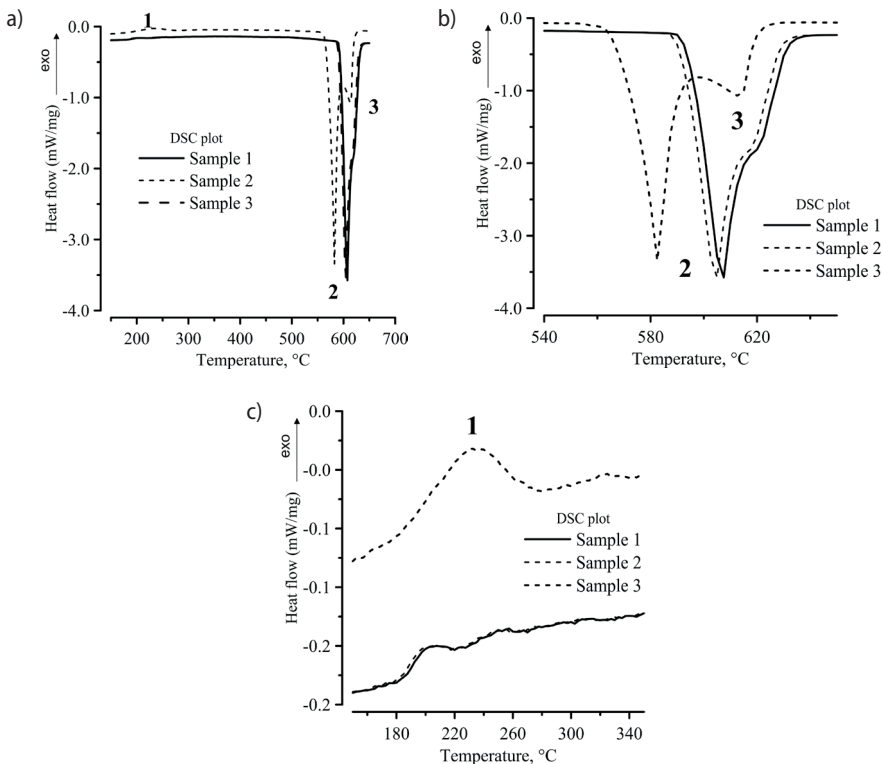 a)
1
0.0
-1.0
-2.0
-3.0
-4.0
exo
Heat flow (mW/mg)
DSC plot
Sample 1
Sample 2
Sample 3
3
2
200
300
400
500
600
700
Temperature, °C
b)
0.0
-1.0
-2.0
-3.0
-4.0
exo
Heat flow (mW/mg)
3
2
DSC plot
Sample 1
Sample 2
Sample 3
540
580
620
Temperature, °C
c)
0.0
-0.0
-0.1
-0.1
-0.2
-0.2
exo
Heat flow (mW/mg)
1
DSC plot
Sample 1
Sample 2
Sample 3
180
220
260
300
340
Temperature, °C